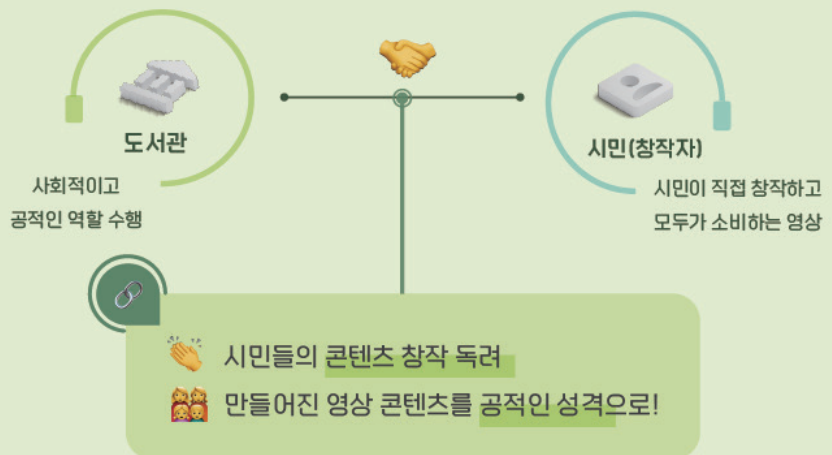 도서관
사회적이고
공적인 역할 수행
시민(창작자)
시민이 직접 창작하고
모두가 소비하는 영상
시민들의 콘텐츠 창작 독려
만들어진 영상 콘텐츠를 공적인 성격으로!